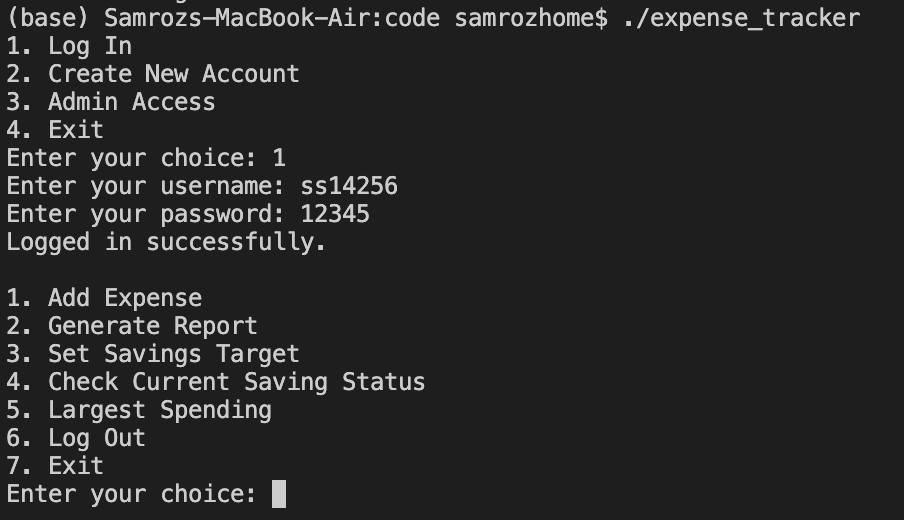 (base) Samrozs-MacBook-Air:code samrozhome$ ./expense_tracker
1. Log In
2. Create New Account
3. Admin Access
4. Exit
Enter your choice: 1
Enter your username: ss14256
Enter your password: 12345
Logged in successfully.

1. Add Expense
2. Generate Report
3. Set Savings Target
4. Check Current Saving Status
5. Largest Spending
6. Log Out
7. Exit
Enter your choice: